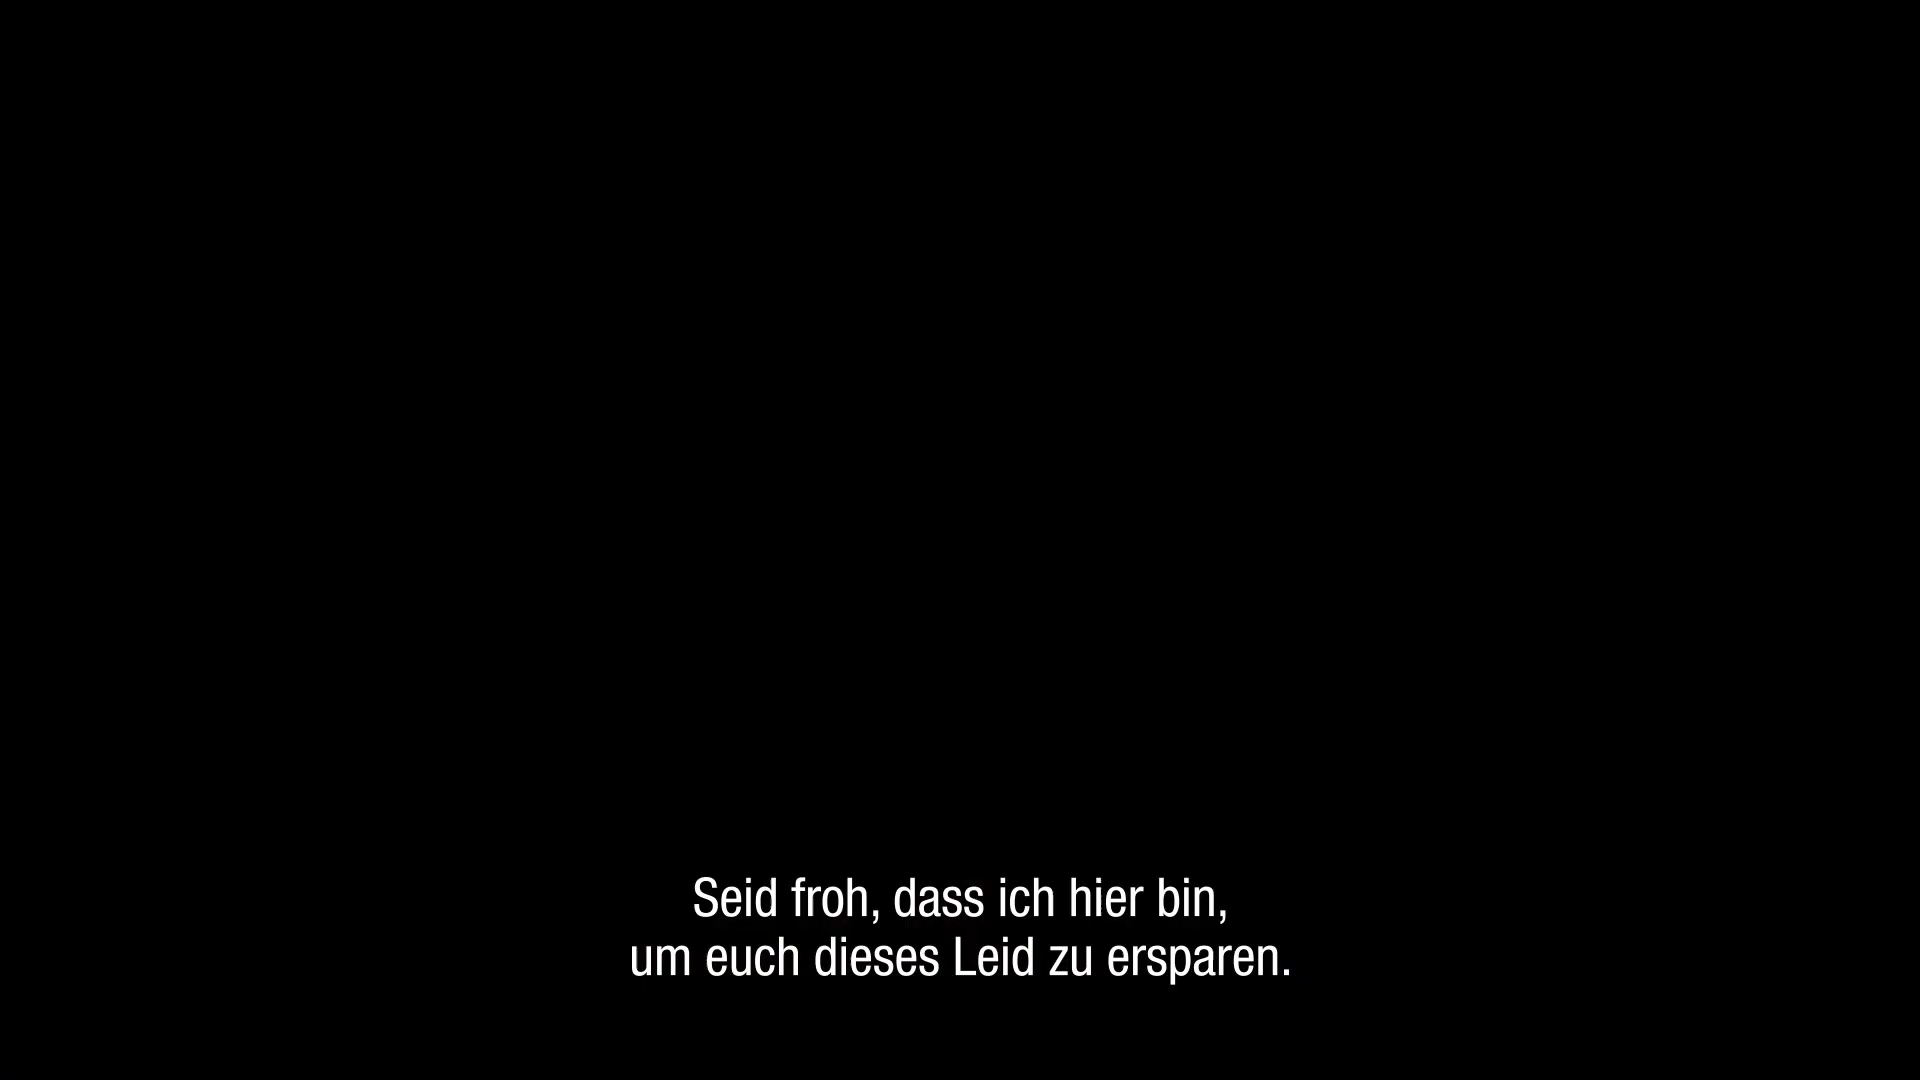 Seid froh, dass ich hier bin,
um euch dieses Leid zu ersparen.